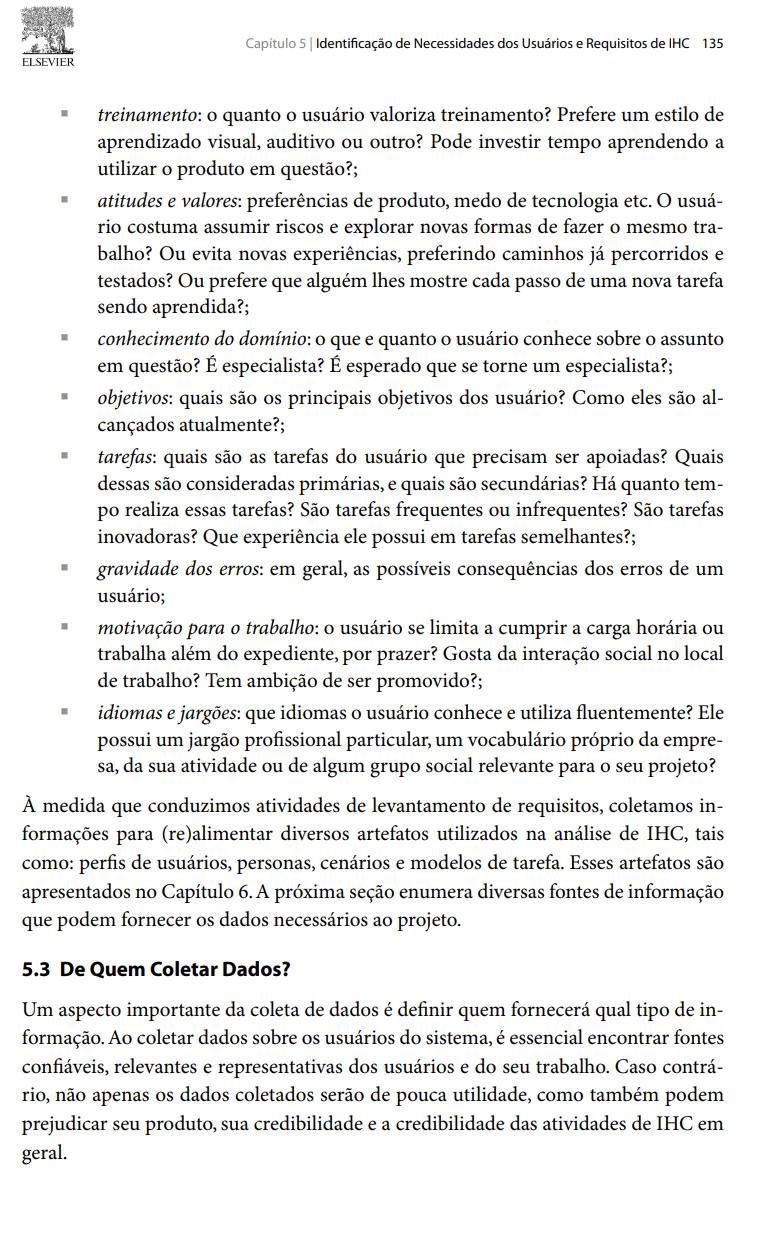 ELSEVIER
Capítulo 5 | Identificação de Necessidades dos Usuários e Requisitos de IHC 135
▪ treinamento: o quanto o usuário valoriza treinamento? Prefere um estilo de
aprendizado visual, auditivo ou outro? Pode investir tempo aprendendo a
utilizar o produto em questão?;
▪ atitudes e valores: preferências de produto, medo de tecnologia etc. O usuá-
rio costuma assumir riscos e explorar novas formas de fazer o mesmo tra-
balho? Ou evita novas experiências, preferindo caminhos já percorridos e
testados? Ou prefere que alguém lhes mostre cada passo de uma nova tarefa
sendo aprendida?;
▪ conhecimento do domínio: o que e quanto o usuário conhece sobre o assunto
em questão? É especialista? É esperado que se torne um especialista?;
▪ objetivos: quais são os principais objetivos dos usuário? Como eles são al-
cançados atualmente?;
▪ tarefas: quais são as tarefas do usuário que precisam ser apoiadas? Quais
dessas são consideradas primárias, e quais são secundárias? Há quanto tem-
po realiza essas tarefas? São tarefas frequentes ou infrequentes? São tarefas
inovadoras? Que experiência ele possui em tarefas semelhantes?;
▪ gravidade dos erros: em geral, as possíveis consequências dos erros de um
usuário;
▪ motivação para o trabalho: o usuário se limita a cumprir a carga horária ou
trabalha além do expediente, por prazer? Gosta da interação social no local
de trabalho? Tem ambição de ser promovido?;
▪ idiomas e jargões: que idiomas o usuário conhece e utiliza fluentemente? Ele
possui um jargão profissional particular, um vocabulário próprio da empre-
sa, da sua atividade ou de algum grupo social relevante para o seu projeto?
À medida que conduzimos atividades de levantamento de requisitos, coletamos in-
formações para (re)alimentar diversos artefatos utilizados na análise de IHC, tais
como: perfis de usuários, personas, cenários e modelos de tarefa. Esses artefatos são
apresentados no Capítulo 6. A próxima seção enumera diversas fontes de informação
que podem fornecer os dados necessários ao projeto.
5.3 De Quem Coletar Dados?
Um aspecto importante da coleta de dados é definir quem fornecerá qual tipo de in-
formação. Ao coletar dados sobre os usuários do sistema, é essencial encontrar fontes
confiáveis, relevantes e representativas dos usuários e do seu trabalho. Caso contrá-
rio, não apenas os dados coletados serão de pouca utilidade, como também podem
prejudicar seu produto, sua credibilidade e a credibilidade das atividades de IHC em
geral.